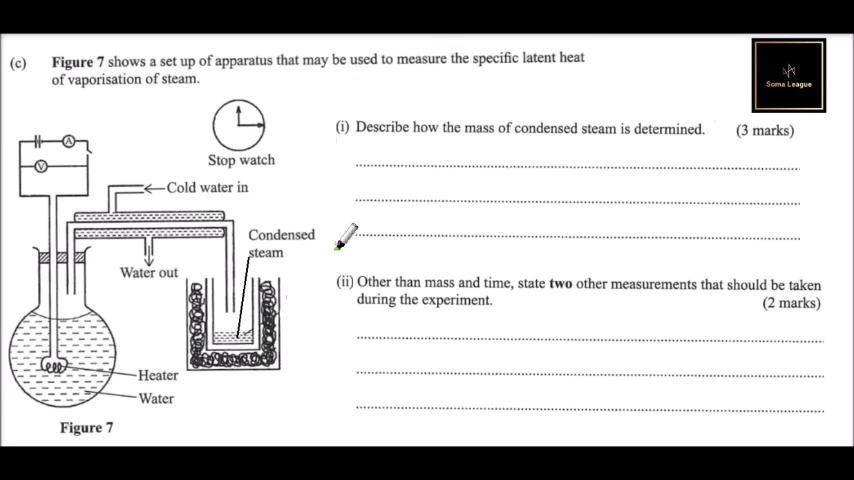 (c) Figure 7 shows a set up of apparatus that may be used to measure the specific latent heat
of vaporisation of steam.
Soma League
Stop watch
A
V
Cold water in
Condensed
steam
Water out
Heater
Water
Figure 7
(i) Describe how the mass of condensed steam is determined. (3 marks)
(ii) Other than mass and time, state two other measurements that should be taken
during the experiment. (2 marks)